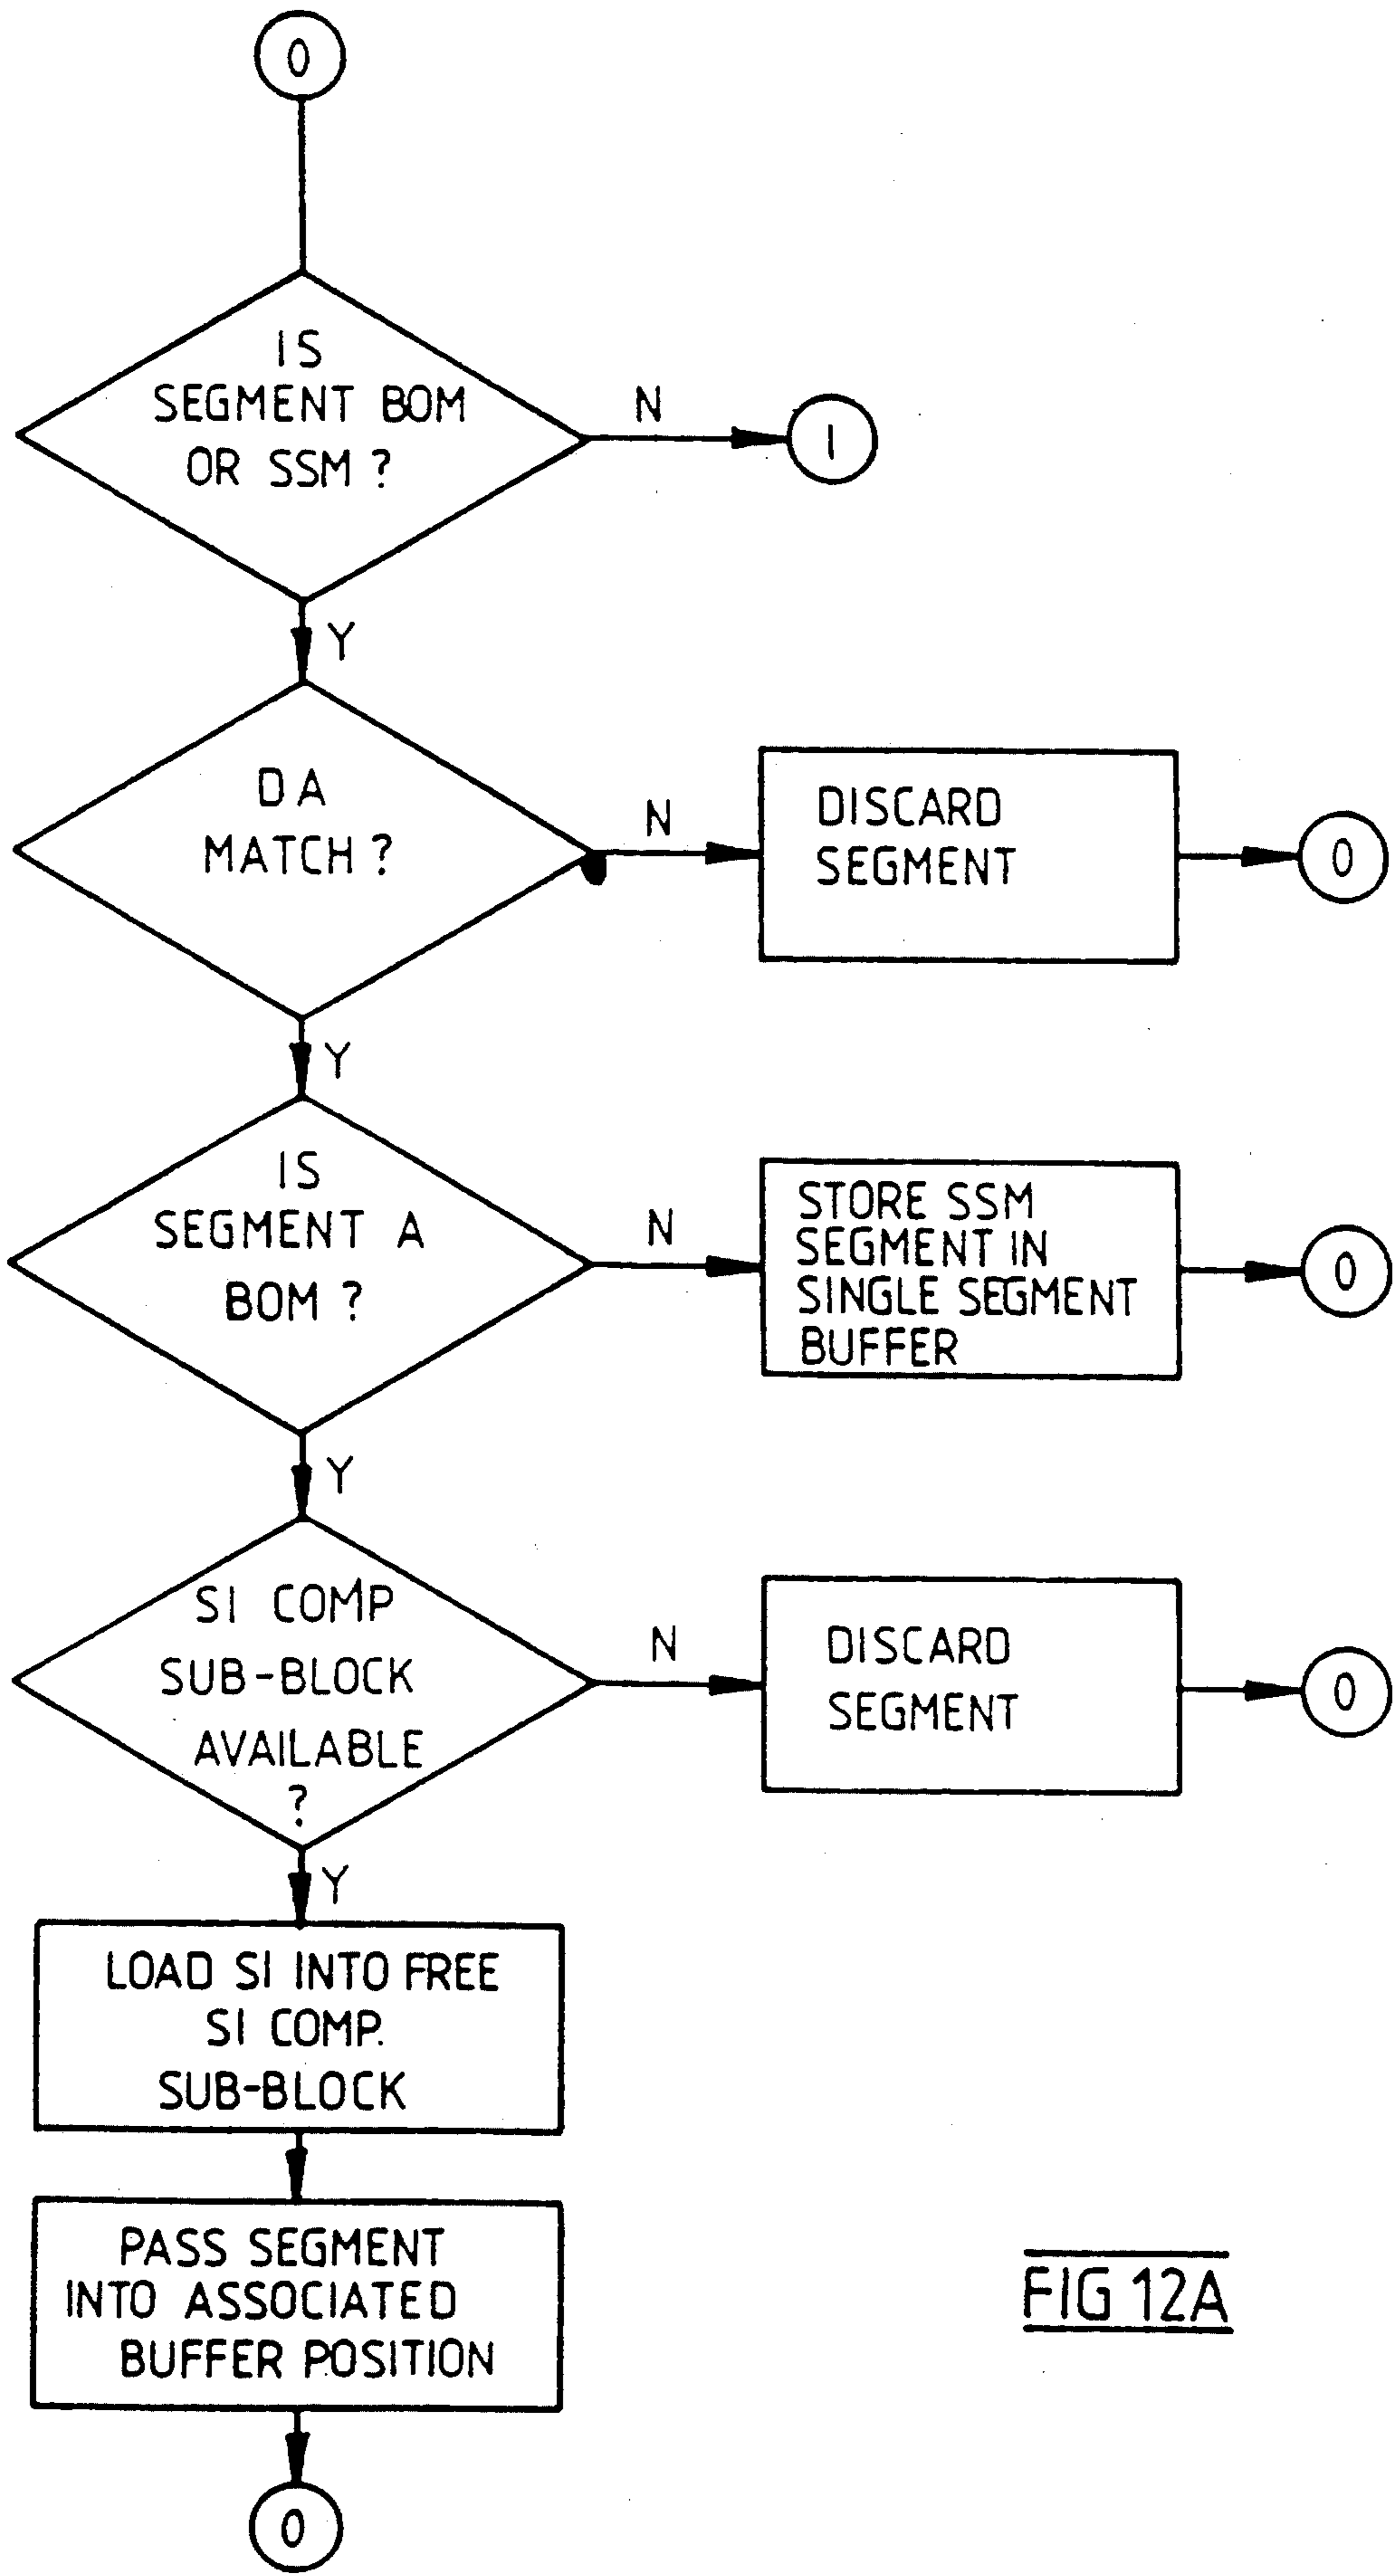 0
IS
SEGMENT BOM
OR SSM ?
N
1
Y
DA
MATCH ?
N
DISCARD
SEGMENT
0
Y
IS
SEGMENT A
BOM ?
N
STORE SSM
SEGMENT IN
SINGLE SEGMENT
BUFFER
0
Y
SI COMP
SUB-BLOCK
AVAILABLE
?
N
DISCARD
SEGMENT
0
Y
LOAD SI INTO FREE
SI COMP.
SUB-BLOCK
PASS SEGMENT
INTO ASSOCIATED
BUFFER POSITION
0
FIG 12A